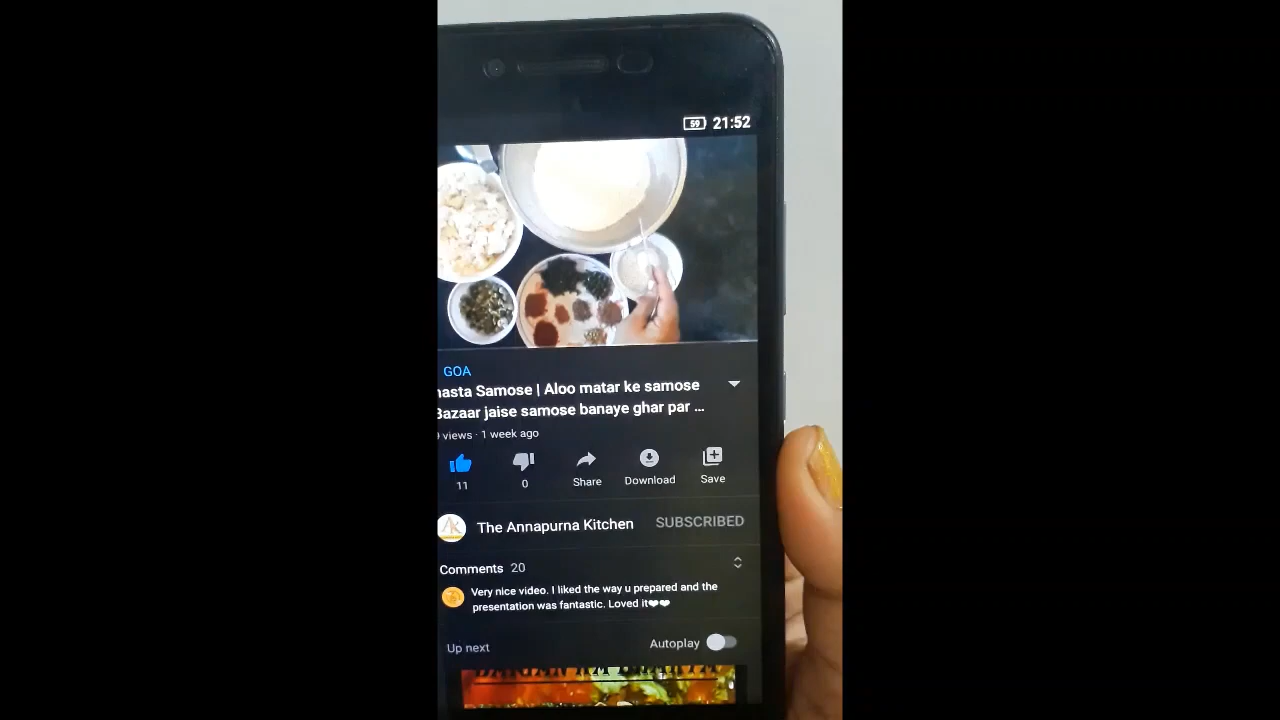 59 21:52
GOA
Samose | Aloo matar ke samose
Bazaar jaise samose banaye ghar par ...
views · 1 week ago
11
0
Share
Download
Save
AK
The Annapurna Kitchen
SUBSCRIBED
Comments 20
Very nice video. I liked the way u prepared and the
presentation was fantastic. Loved it
Up next
Autoplay